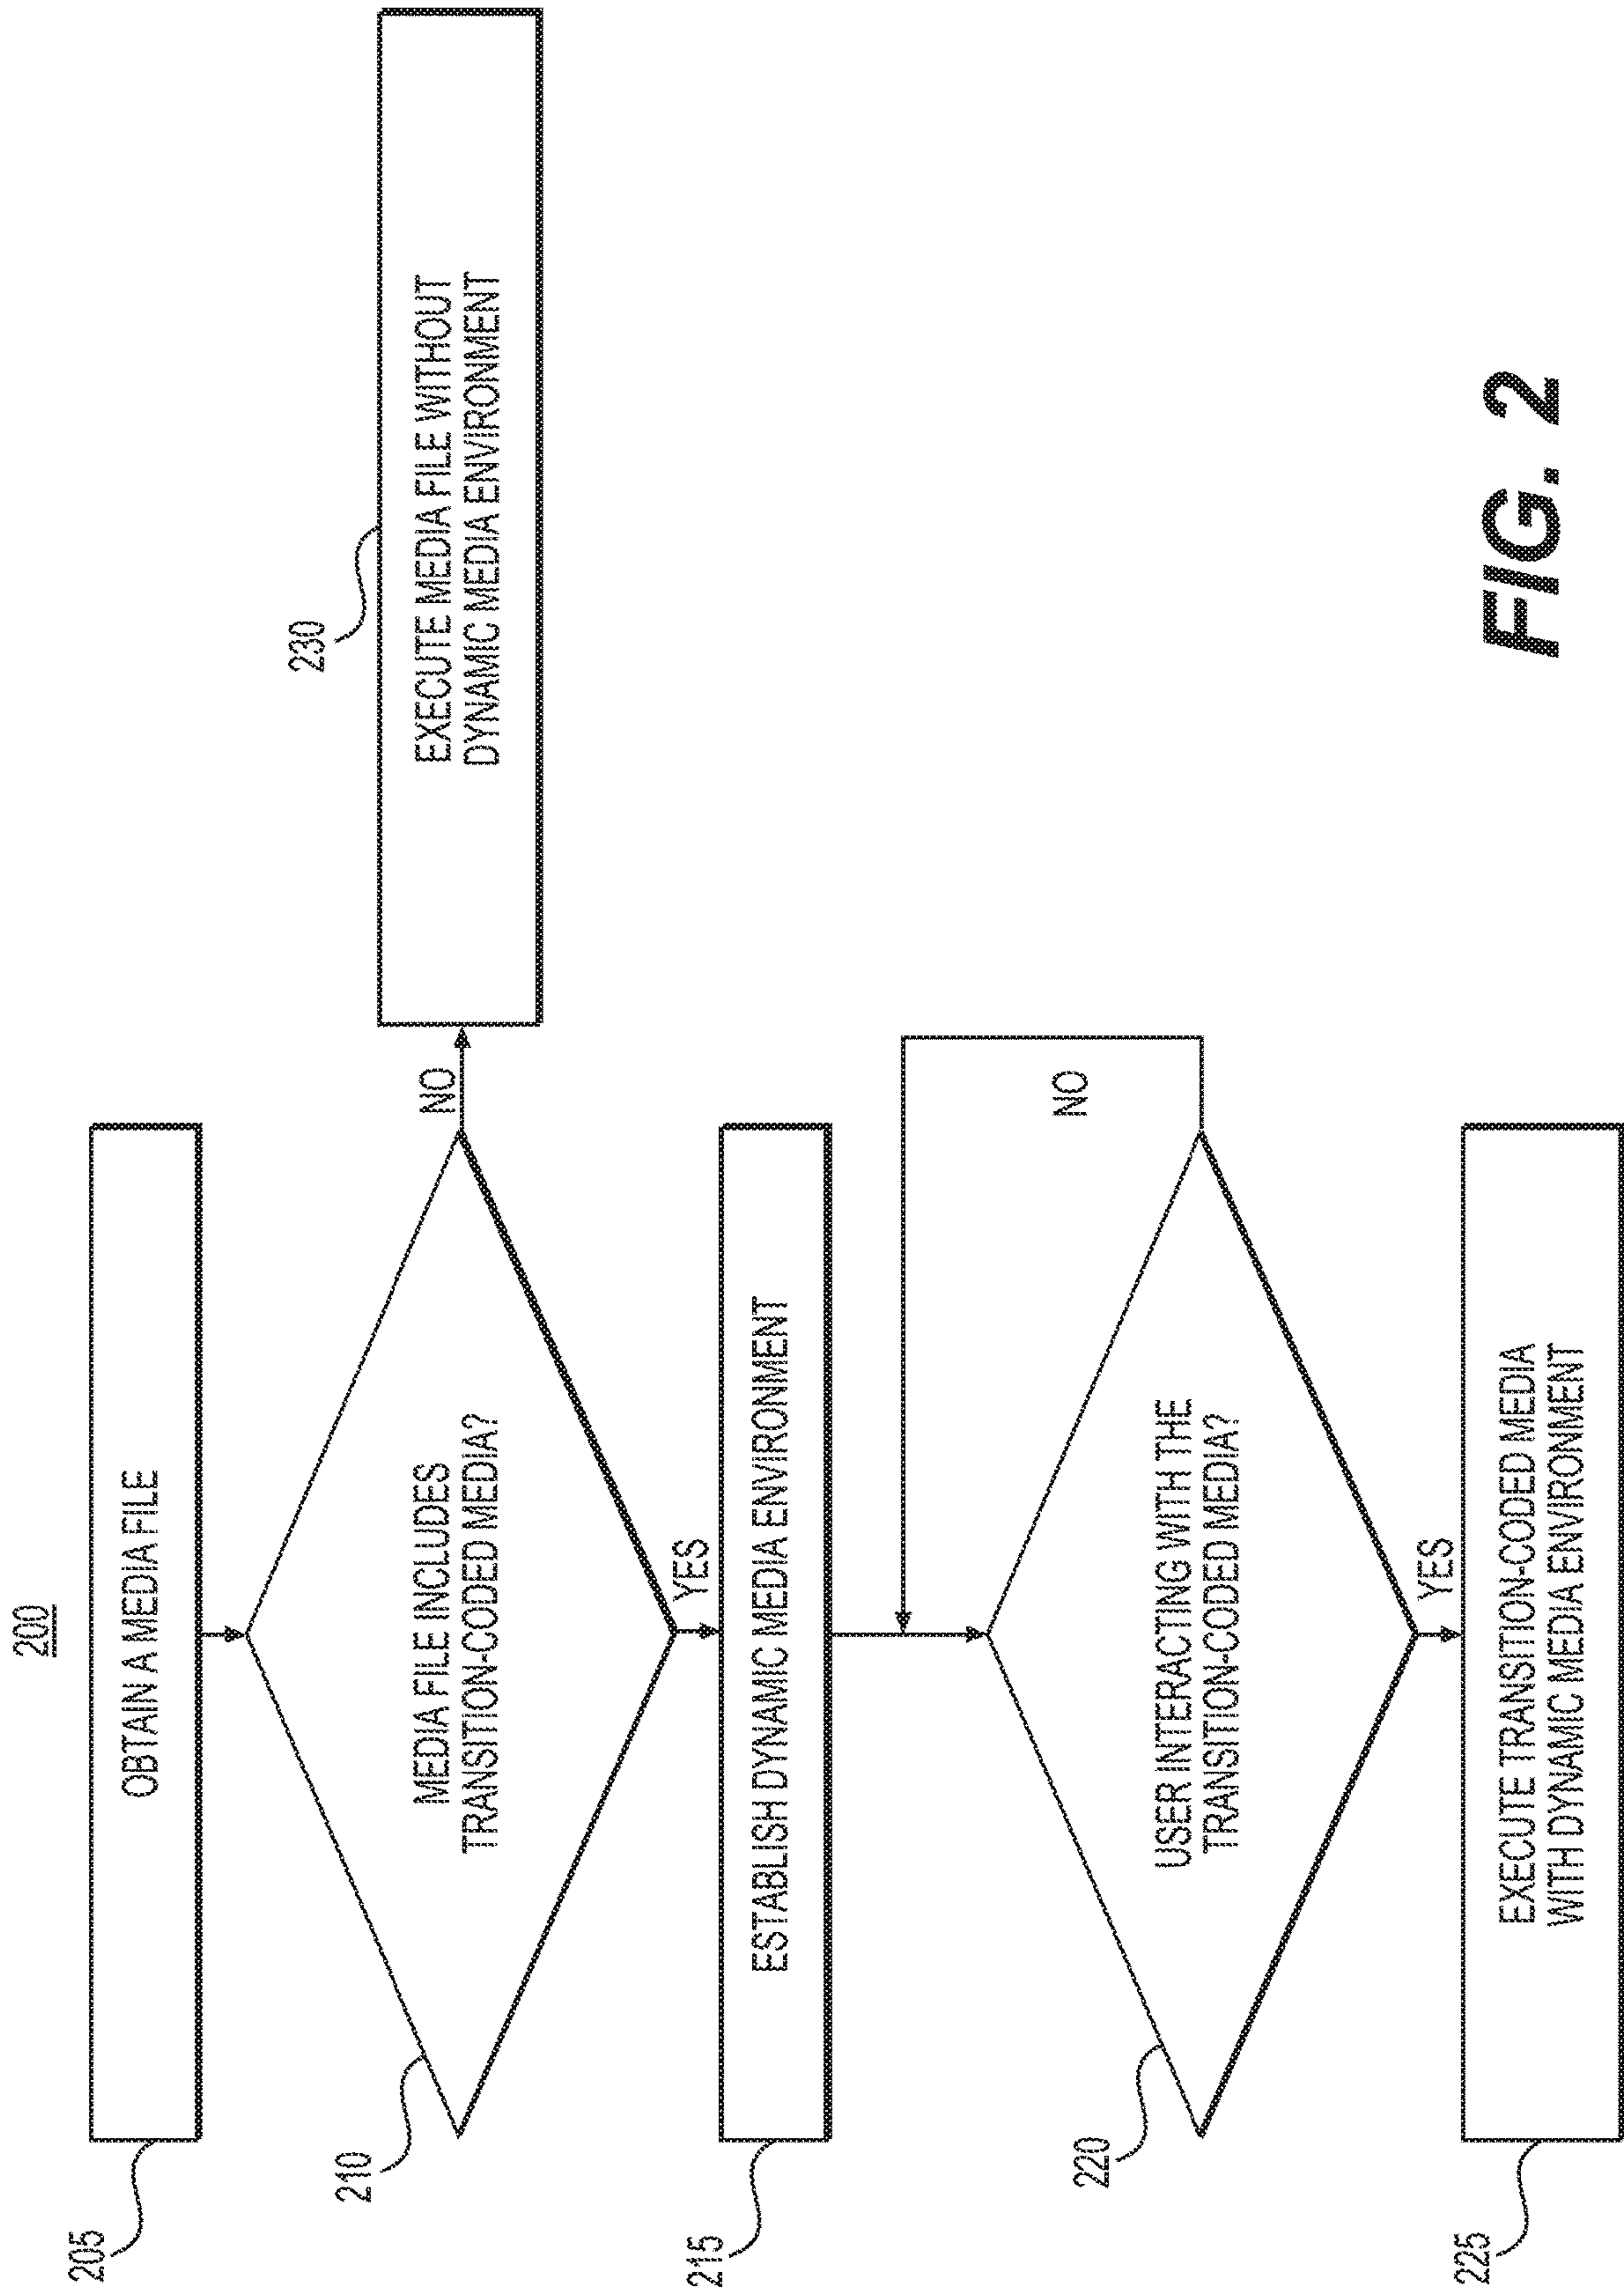 200
205
OBTAIN A MEDIA FILE
210
MEDIA FILE INCLUDES
TRANSITION-CODED MEDIA?
NO
230
EXECUTE MEDIA FILE WITHOUT
DYNAMIC MEDIA ENVIRONMENT
YES
215
ESTABLISH DYNAMIC MEDIA ENVIRONMENT
220
USER INTERACTING WITH THE
TRANSITION-CODED MEDIA?
NO
YES
225
EXECUTE TRANSITION-CODED MEDIA
WITH DYNAMIC MEDIA ENVIRONMENT
FIG. 2